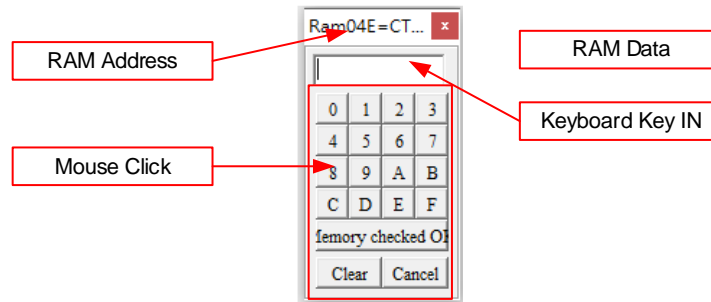 Ram04E=CT... x
RAM Address
RAM Data
Keyboard Key IN
0 1 2 3
4 5 6 7
Mouse Click
8 9 A B
C D E F
Memory checked OK
Clear Cancel